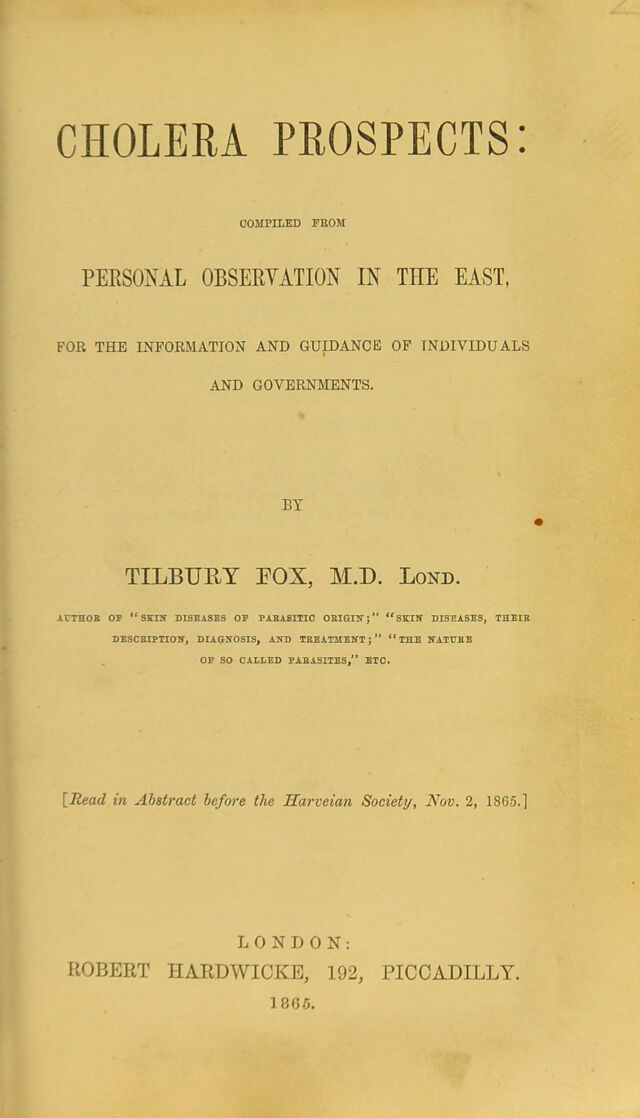 CHOLERA PROSPECTS:
COMPILED FROM
PERSONAL OBSERVATION IN THE EAST,
FOR THE INFORMATION AND GUIDANCE OF INDIVIDUALS
AND GOVERNMENTS.
BY
TILBURY FOX, M.D. LOND.
AUTHOR OF "SKIN DISEASES OF PARASITIC ORIGIN;" "SKIN DISEASES, THEIR
DESCRIPTION, DIAGNOSIS, AND TREATMENT;" "THE NATURE
OF SO CALLED PARASITES," ETC.
[Read in Abstract before the Harveian Society, Nov. 2, 1865.]
LONDON:
ROBERT HARDWICKE, 192, PICCADILLY.
1865.